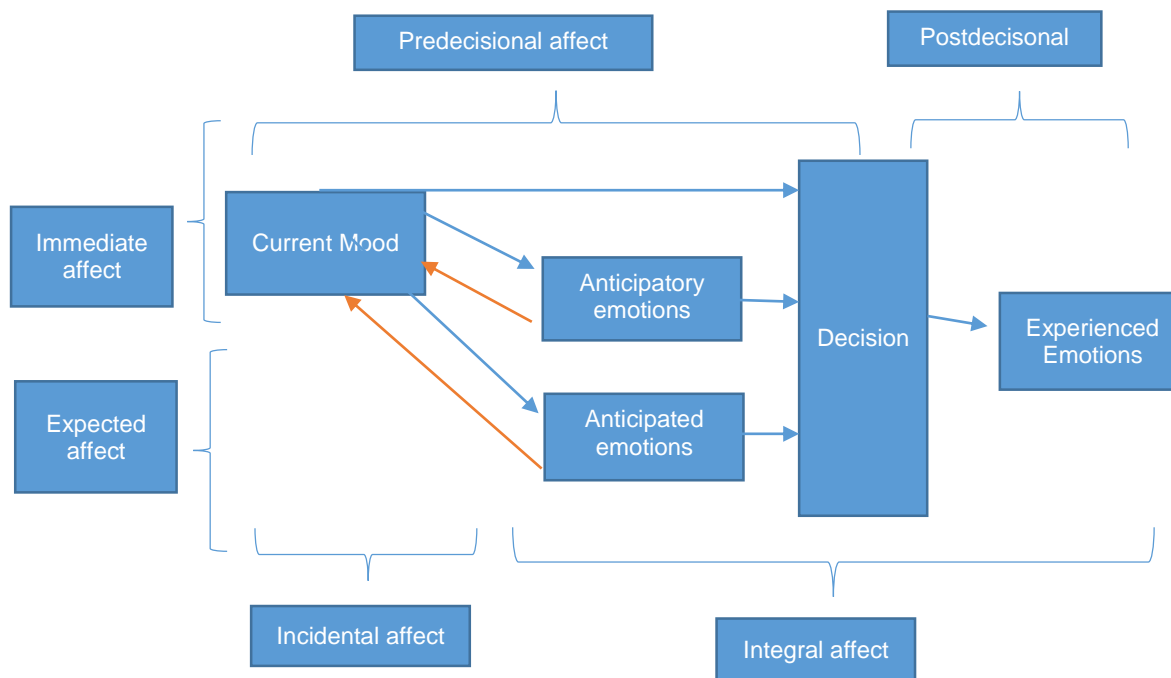 Predecisional affect
Postdecisonal
Immediate
affect
Current Mood
Anticipatory
emotions
Decision
Experienced
Emotions
Expected
affect
Anticipated
emotions
Incidental affect
Integral affect